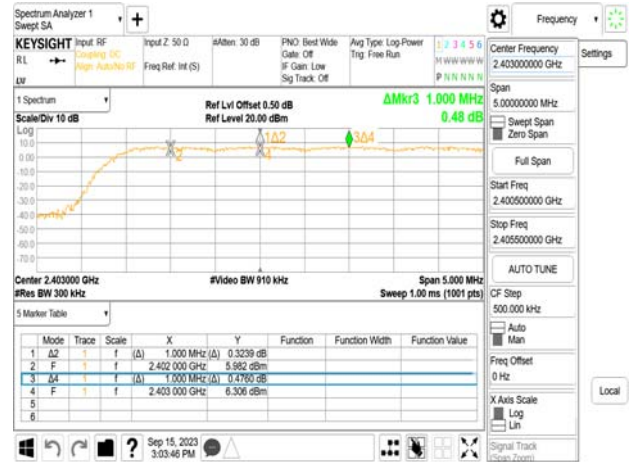 Spectrum Analyzer 1
Swept SA
+
Frequency
KEYSIGHT
Input: RF
Coupling: DC
Align: Auto/No RF
Input Z: 50 Ω
Freq Ref: Int (S)
#Atten: 30 dB
PNO: Best Wide
Gate: Off
IF Gain: Low
Sig Track: Off
Avg Type: Log-Power
Trig: Free Run
1 2 3 4 5 6
M W W W W W
P N N N N N
RL
Center Frequency
2.403000000 GHz
Settings
1 Spectrum
Scale/Div 10 dB
Ref Lvl Offset 0.50 dB
Ref Level 20.00 dBm
ΔMkr3 1.000 MHz
0.48 dB
Log
10.0
0.00
-10.0
-20.0
-30.0
-40.0
-50.0
-60.0
-70.0
2
1Δ2
4
3Δ4
Center 2.403000 GHz
#Res BW 300 kHz
#Video BW 910 kHz
Span 5.000 MHz
Sweep 1.00 ms (1001 pts)
Span
5.00000000 MHz
Swept Span
Zero Span
Full Span
Start Freq
2.400500000 GHz
Stop Freq
2.405500000 GHz
AUTO TUNE
CF Step
500.000 kHz
Auto
Man
Freq Offset
0 Hz
X Axis Scale
Log
Lin
Signal Track
(Span Zoom)
Local
5 Marker Table
Mode Trace Scale X Y Function Function Width Function Value
1 Δ2 1 f (Δ) 1.000 MHz (Δ) 0.3239 dB
2 F 1 f 2.402 000 GHz 5.982 dBm
3 Δ4 1 f (Δ) 1.000 MHz (Δ) 0.4760 dB
4 F 1 f 2.403 000 GHz 6.306 dBm
5
6
?
Sep 15, 2023
3:03:46 PM